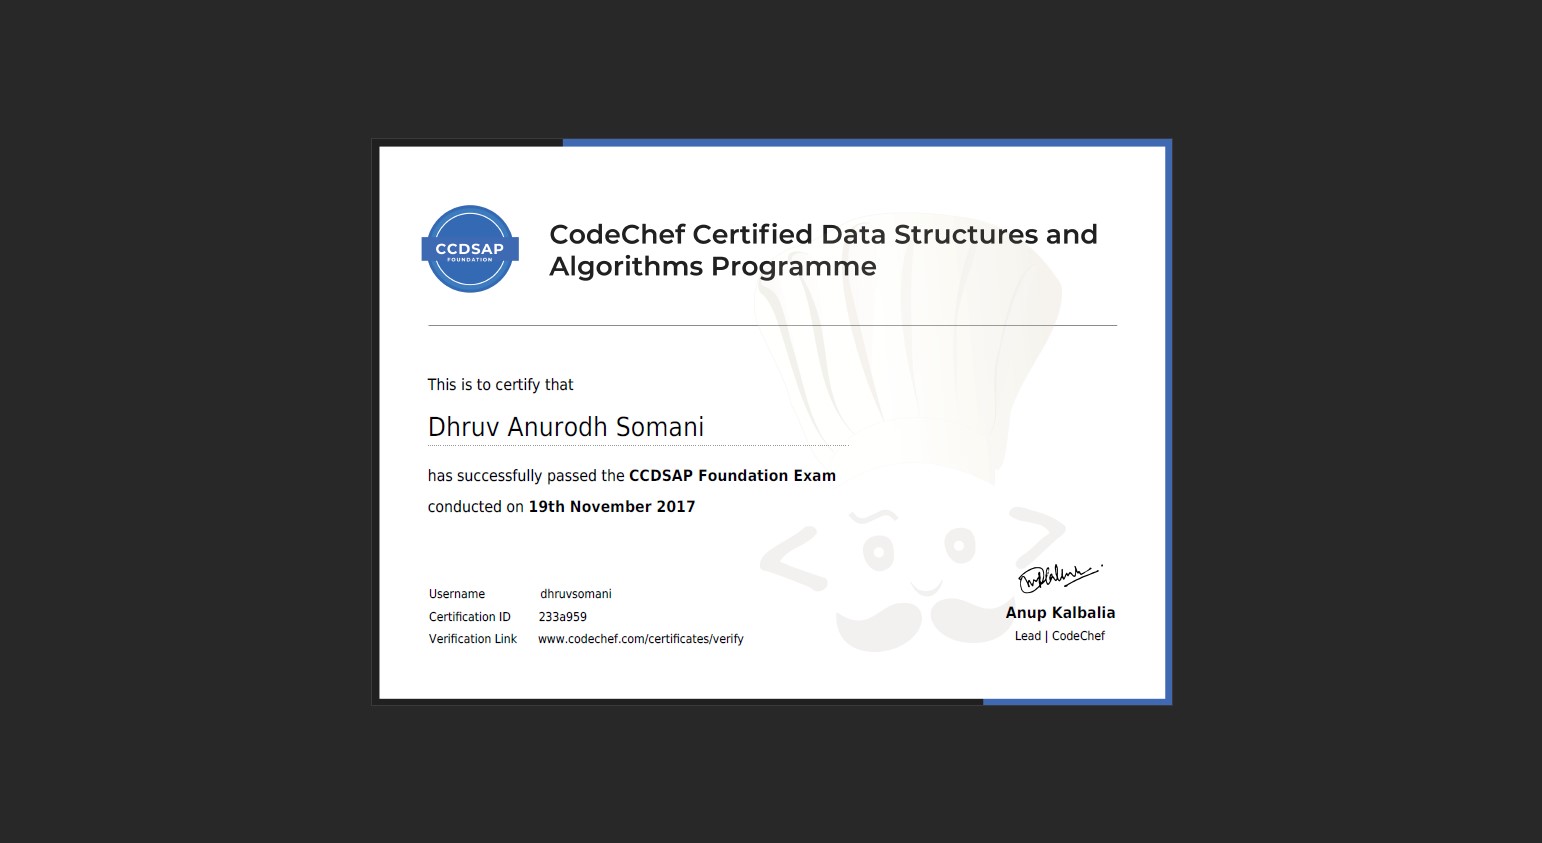 CCDSAP
FOUNDATION
CodeChef Certified Data Structures and
Algorithms Programme
This is to certify that
Dhruv Anurodh Somani
has successfully passed the CCDSAP Foundation Exam
conducted on 19th November 2017
Username dhruvsomani
Certification ID 233a959
Verification Link www.codechef.com/certificates/verify
Anup Kalbalia
Lead | CodeChef